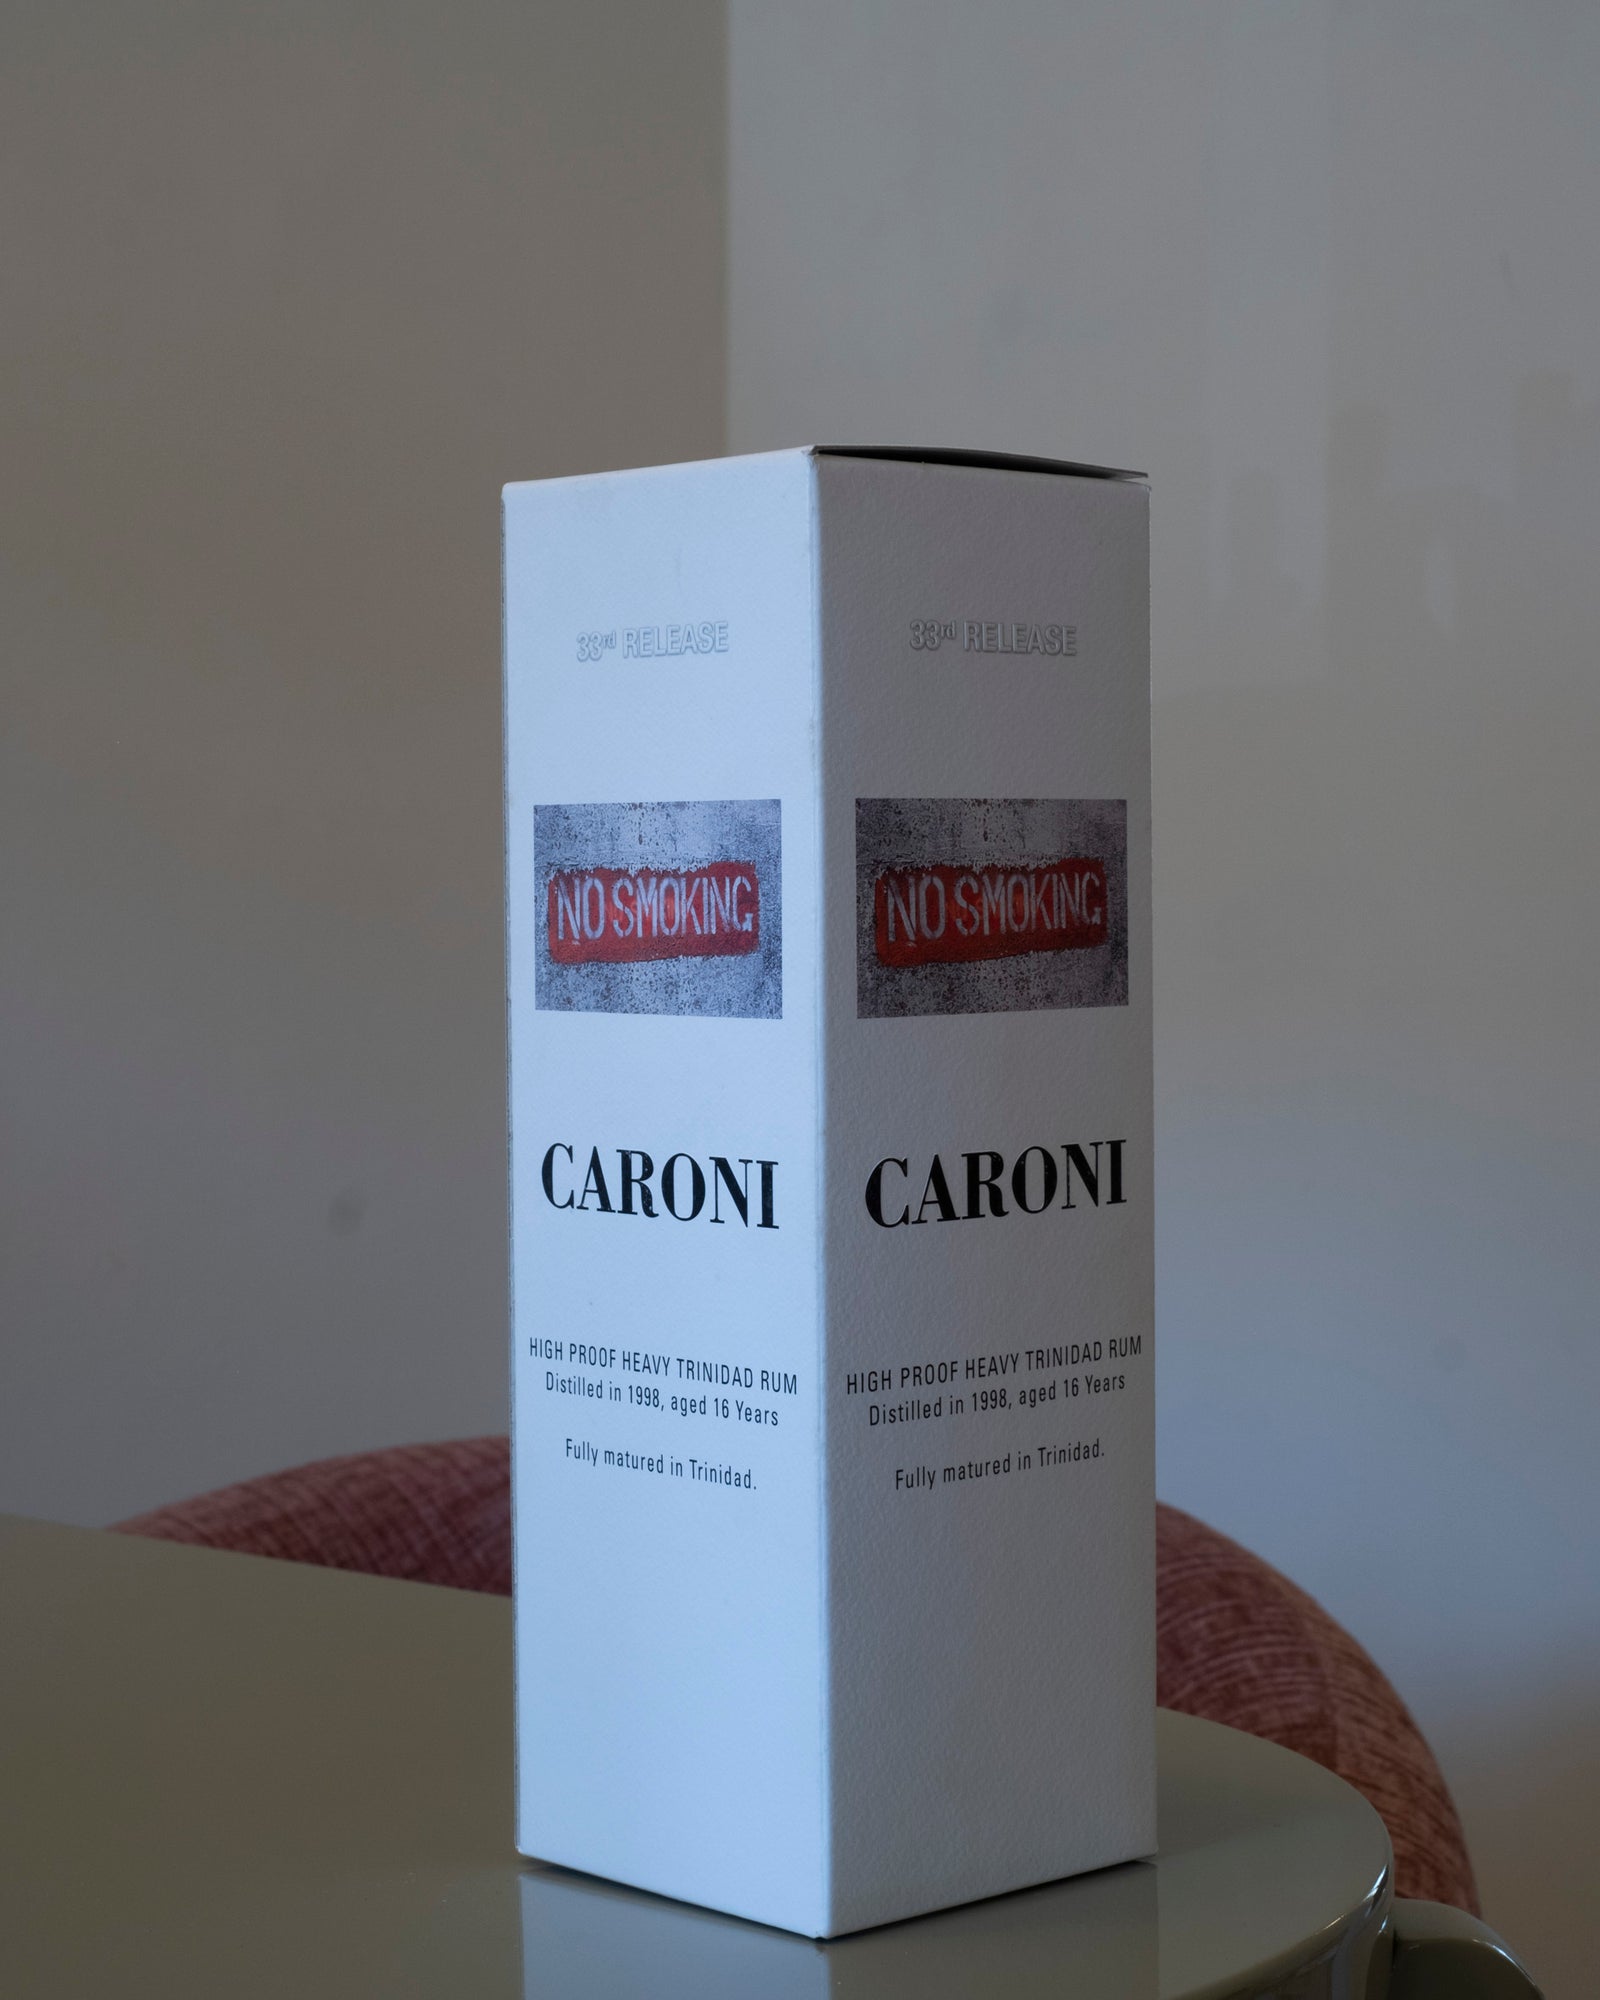 33rd RELEASE
NO SMOKING
CARONI
HIGH PROOF HEAVY TRINIDAD RUM
Distilled in 1998, aged 16 Years
Fully matured in Trinidad.
33rd RELEASE
NO SMOKING
CARONI
HIGH PROOF HEAVY TRINIDAD RUM
Distilled in 1998, aged 16 Years
Fully matured in Trinidad.